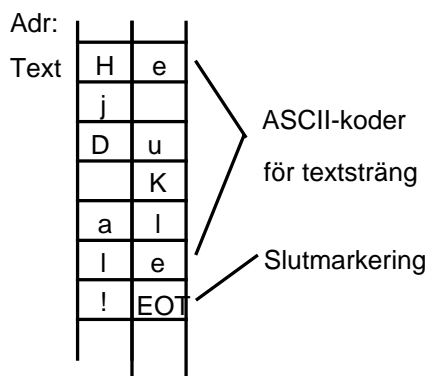 Adr:
Text H e
j
D u
K
a l
l e
! EOT
ASCII-koder
för textsträng
Slutmarkering